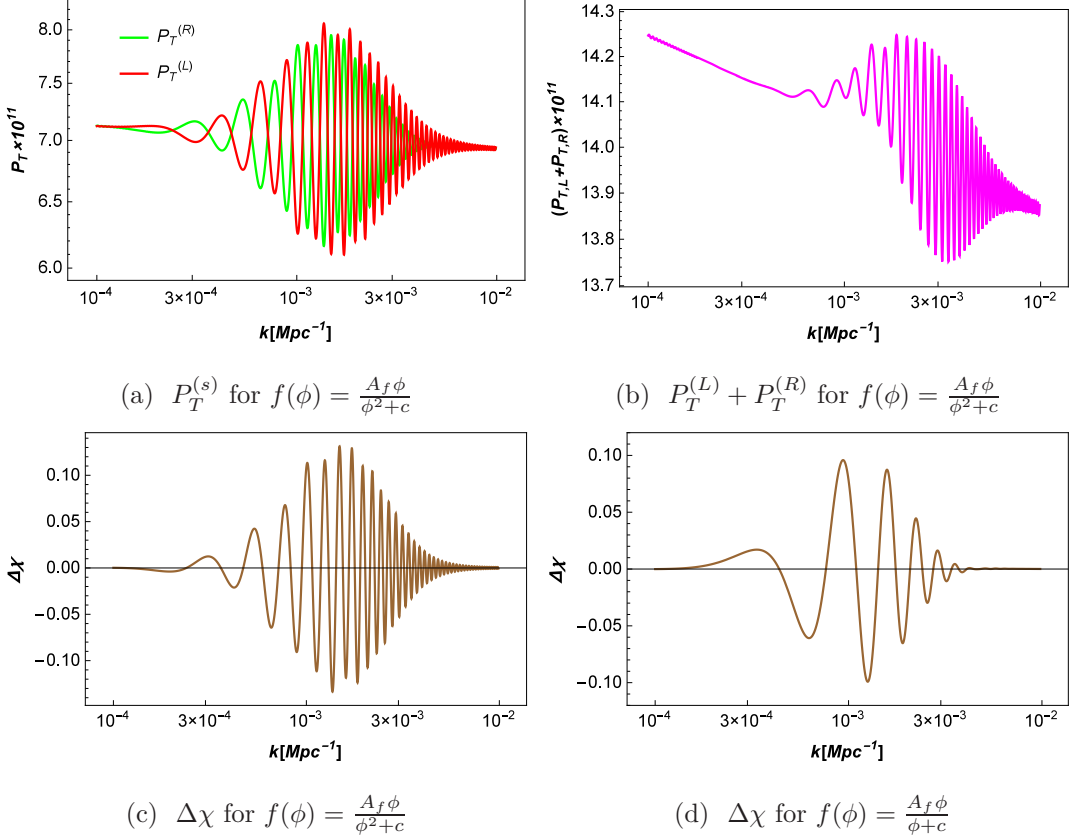 P_T^(R)
P_T^(L)
8.0
7.5
7.0
6.5
6.0
P_T ×10^11
10^-4 3×10^-4 10^-3 3×10^-3 10^-2
k[Mpc^-1]
14.3
14.2
14.1
14.0
13.9
13.8
13.7
(P_T,L+P_T,R)×10^11
10^-4 3×10^-4 10^-3 3×10^-3 10^-2
k[Mpc^-1]
(a) P_T^(s) for f(ϕ) = A_f ϕ/(ϕ^2+c)
(b) P_T^(L) + P_T^(R) for f(ϕ) = A_f ϕ/(ϕ^2+c)
0.10
0.05
0.00
−0.05
−0.10
Δχ
10^-4 3×10^-4 10^-3 3×10^-3 10^-2
k[Mpc^-1]
0.10
0.05
0.00
−0.05
−0.10
Δχ
10^-4 3×10^-4 10^-3 3×10^-3 10^-2
k[Mpc^-1]
(c) Δχ for f(ϕ) = A_f ϕ/(ϕ^2+c)
(d) Δχ for f(ϕ) = A_f ϕ/(ϕ+c)